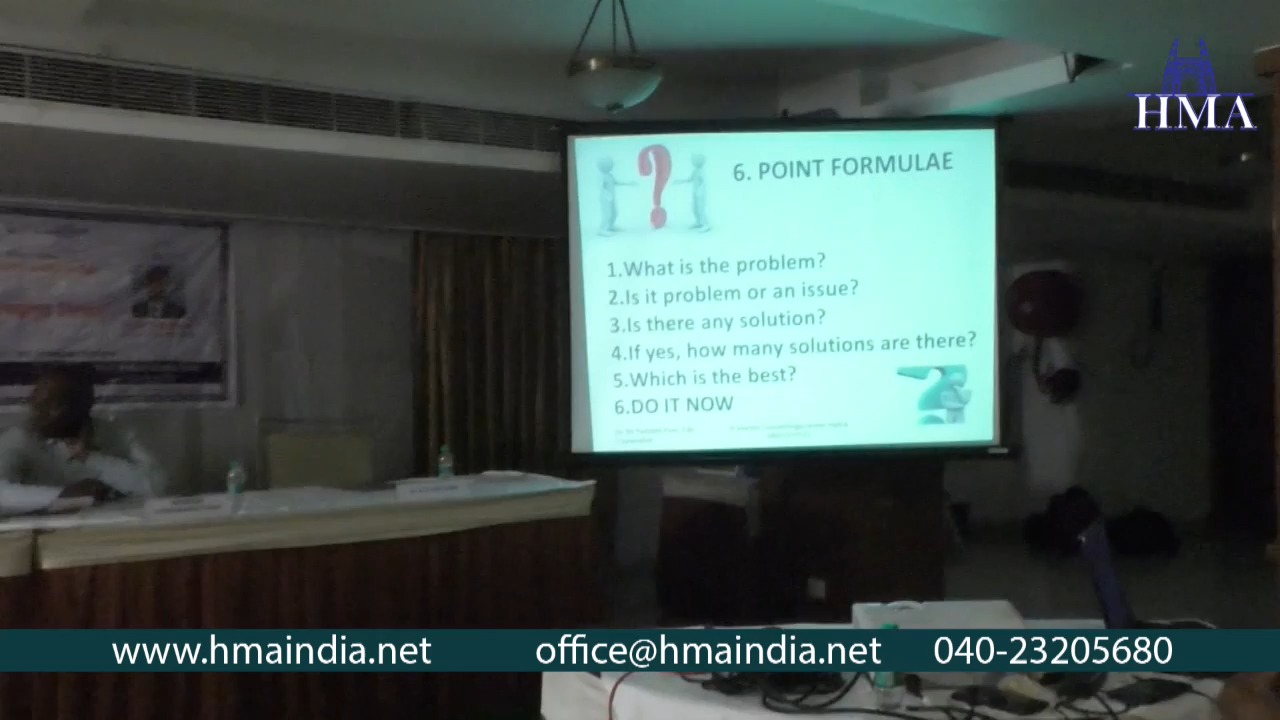 HMA
6. POINT FORMULAE
1.What is the problem?
2.Is it problem or an issue?
3.Is there any solution?
4.If yes, how many solutions are there?
5.Which is the best?
6.DO IT NOW
www.hmaindia.net office@hmaindia.net 040-23205680